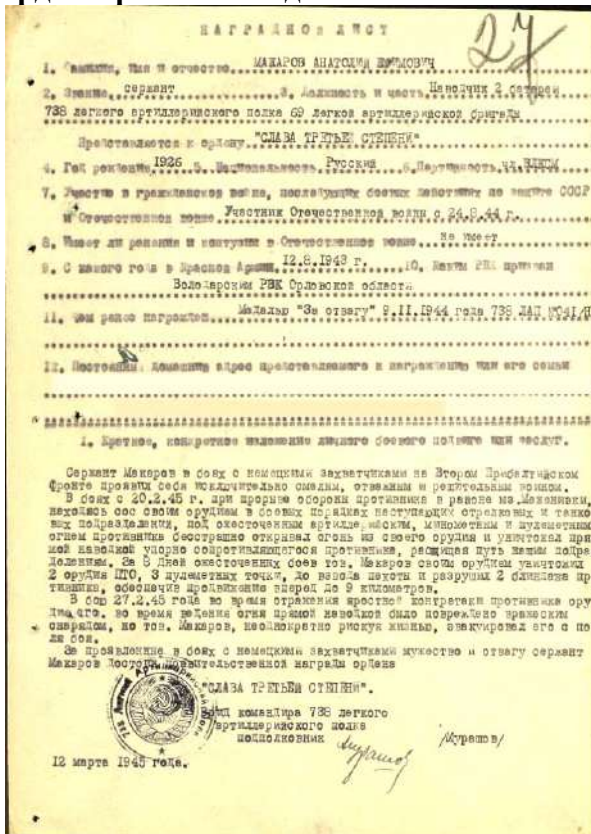 НАГРАДНОЙ ЛИСТ
27
1. Фамилия, имя и отчество МАКАРОВ АНАТОЛИЙ ЕФИМОВИЧ
2. Звание сержант 3. Должность и часть Наводчик 2 батареи
738 легкого артиллерийского полка 69 легкой артиллерийской бригады
Представляется к ордену "СЛАВА ТРЕТЬЕЙ СТЕПЕНИ"
4. Год рождения 1926 5. Национальность Русский 6. Партийность чл.ВЛКСМ
7. Участие в гражданской войне, последующих боевых действиях по защите СССР
и Отечественной войне Участник Отечественной войны с 24.9.44 г.
8. Имеет ли ранения и контузии в Отечественной войне Не имеет
9. С какого года в Красной Армии 12.8.1943 г. 10. Каким РВК призван
Володарским РВК Орловской области
11. Чем ранее награжден Медалью "За отвагу" 9.11.1944 года 738 ЛАП №041/Н
12. Постоянный домашний адрес представляемого к награждению или его семьи
1. Краткое, конкретное изложение личного боевого подвига или заслуг.
Сержант Макаров в боях с немецкими захватчиками на Втором Прибалтийском
фронте проявил себя исключительно смелым, отважным и решительным воином.
В боях с 20.2.45 г. при прорыве обороны противника в районе мз.
находясь сос своим орудием в боевых порядках наступающих стрелковых и танко
вых подразделений, под ожесточенным артиллерийским, минометным и пулеметным
огнем противника бесстрашно открывал огонь из своего орудия и уничтожал пря
мой наводкой упорно сопротивляющегося противника, расчищая путь нашим подра
делениям. За 8 дней ожесточенных боев тов. Макаров своим орудием уничтожил
2 орудия ПТО, 3 пулеметных точки, до взвода пехоты и разрушил 2 блиндажа пр
тивника, обеспечив продвижение вперед до 9 километров.
В бою 27.2.45 года во время отражения яростной контратаки противника ору
дие его, во время ведения огня прямой наводкой было повреждено вражеским
снарядом, но тов. Макаров, неоднократно рискуя жизнью, эвакуировал его с по
ля боя.
За проявленные в боях с немецкими захватчиками мужество и отвагу сержант
Макаров Достоин правительственной награды ордена
"СЛАВА ТРЕТЬЕЙ СТЕПЕНИ".
командира 738 легкого
артиллерийского полка
подполковник /Мурашов/
12 марта 1945 года.